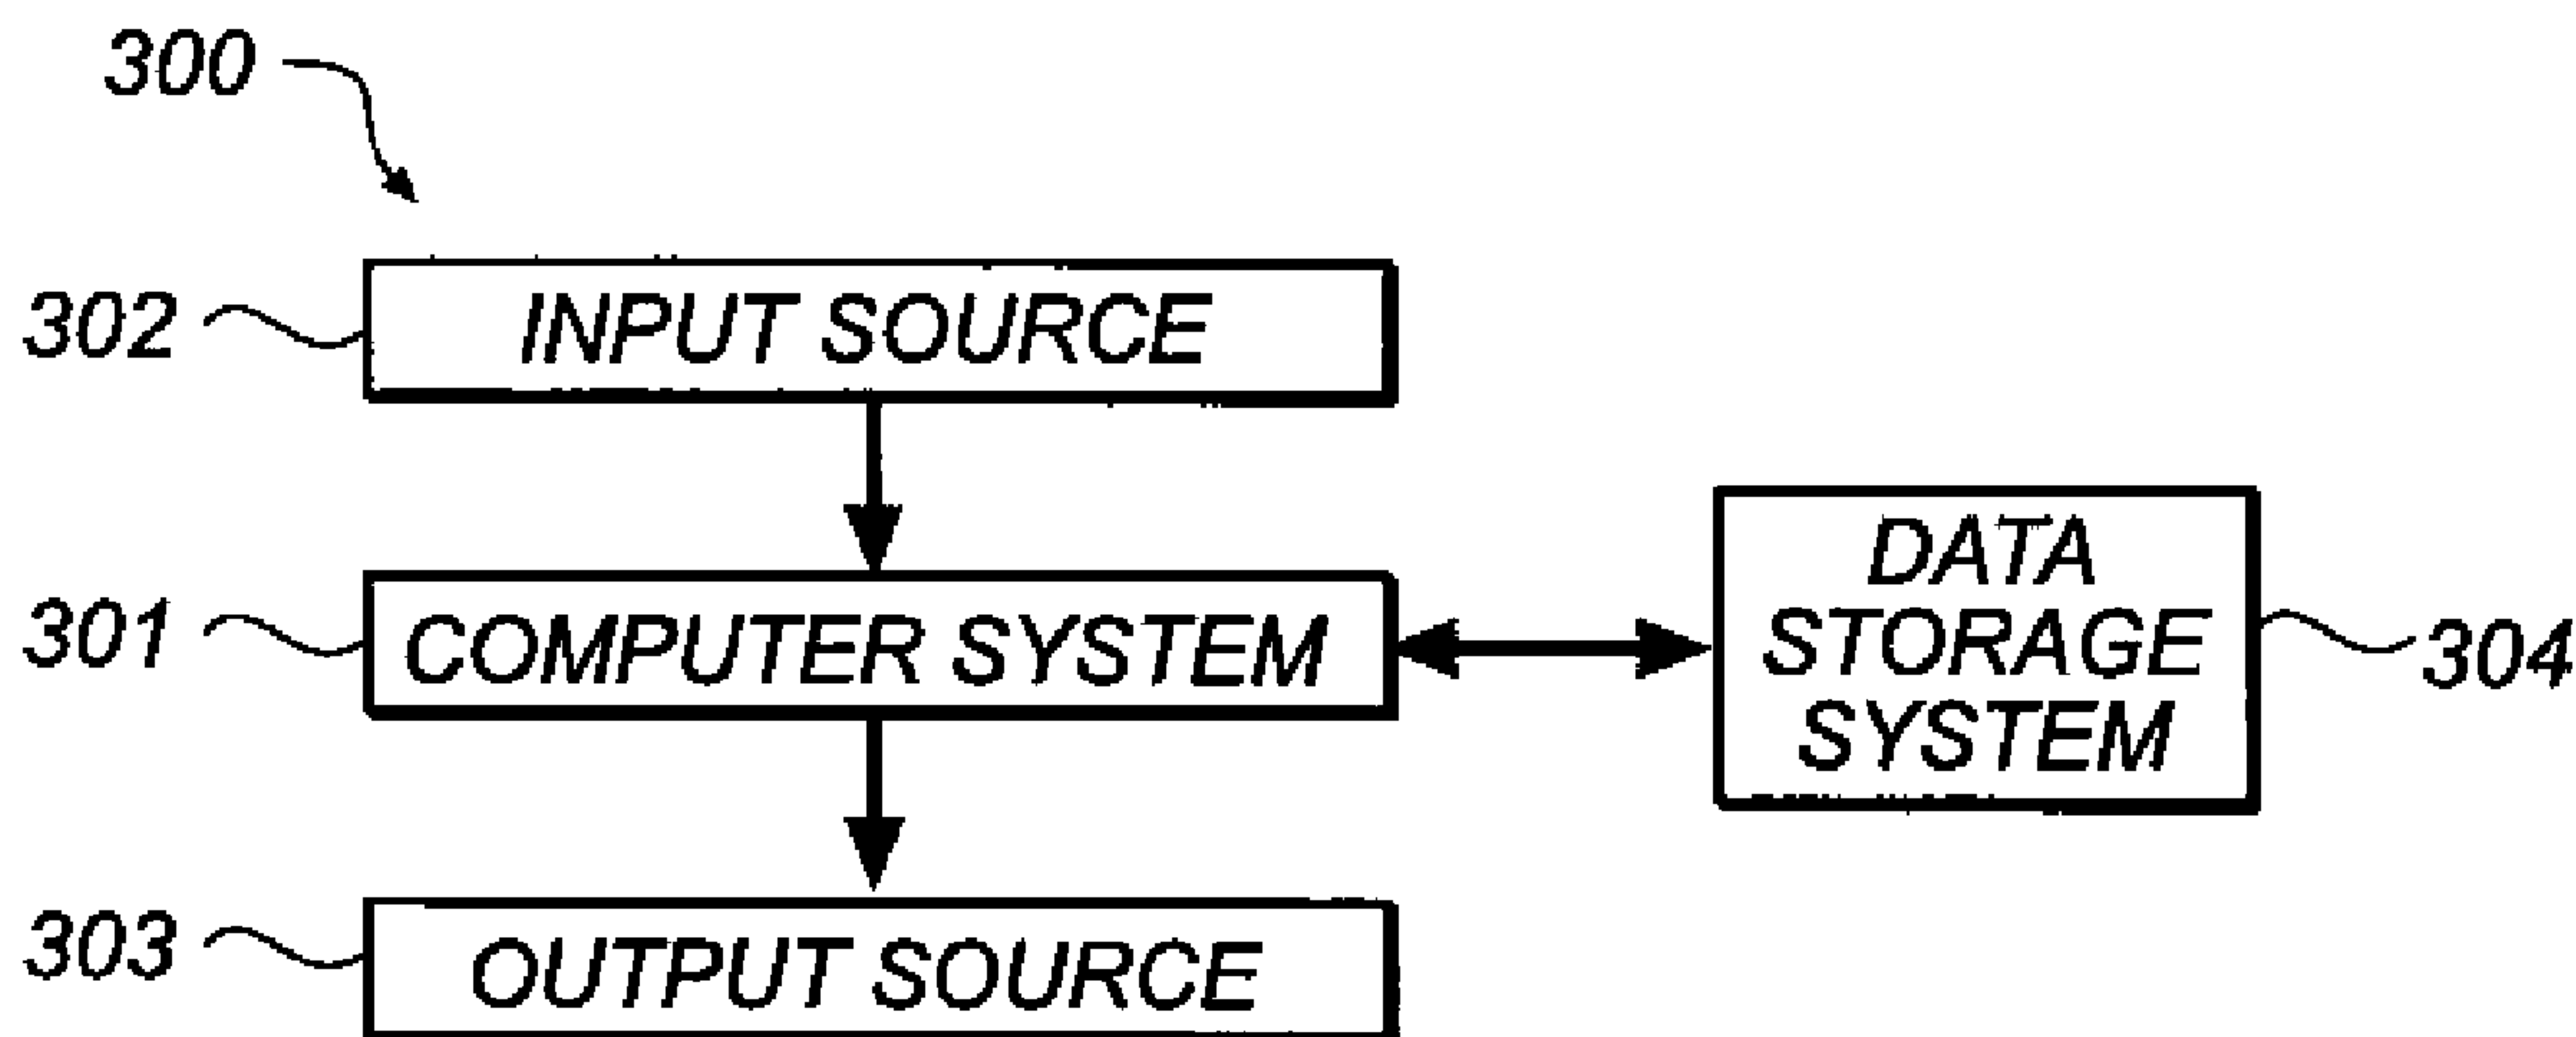 300
302
INPUT SOURCE
301
COMPUTER SYSTEM
DATA
STORAGE
SYSTEM
304
303
OUTPUT SOURCE